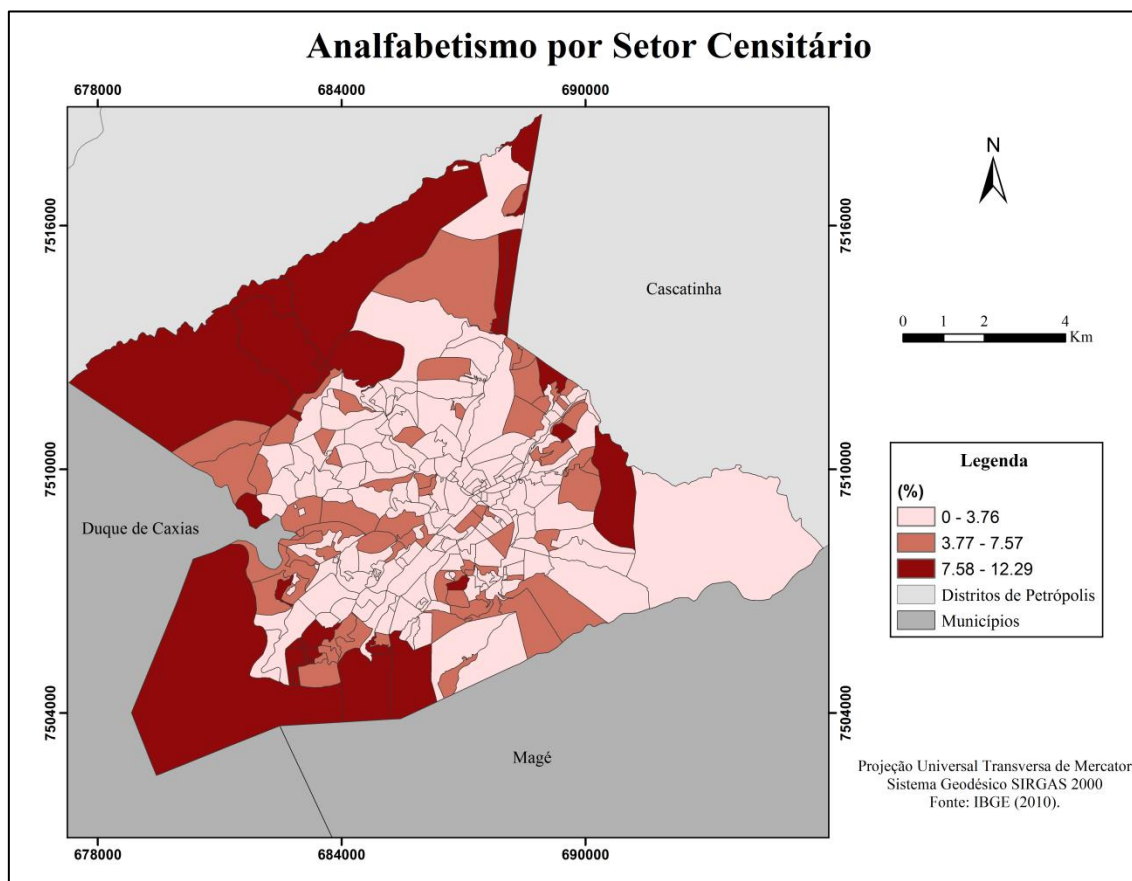 Analfabetismo por Setor Censitário
678000
684000
690000
7516000
7516000
7510000
7510000
7504000
7504000
Cascatinha
Duque de Caxias
Magé
678000
684000
690000
N
0 1 2 4
Km
Legenda
(%)
0 - 3.76
3.77 - 7.57
7.58 - 12.29
Distritos de Petrópolis
Municípios
Projeção Universal Transversa de Mercator
Sistema Geodésico SIRGAS 2000
Fonte: IBGE (2010).